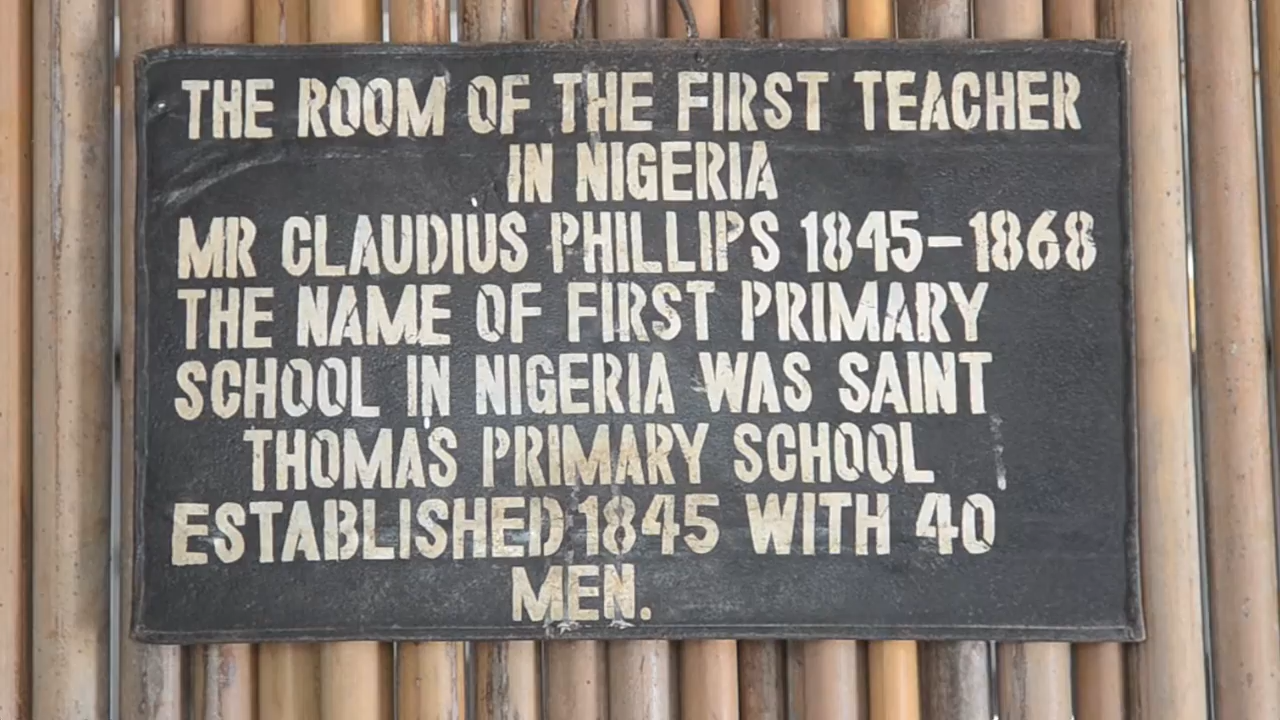 THE ROOM OF THE FIRST TEACHER
IN NIGERIA
MR CLAUDIUS PHILLIPS 1845-1868
THE NAME OF FIRST PRIMARY
SCHOOL IN NIGERIA WAS SAINT
THOMAS PRIMARY SCHOOL
ESTABLISHED 1845 WITH 40
MEN.